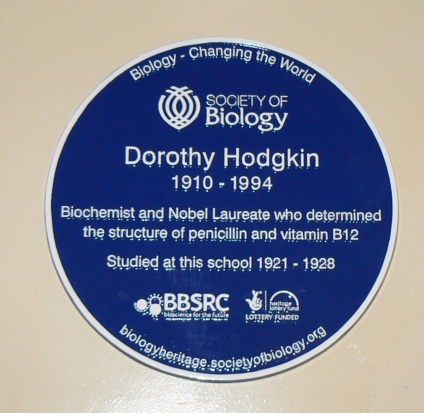 Biology - Changing the World
SOCIETY OF
Biology
Dorothy Hodgkin
1910 - 1994
Biochemist and Nobel Laureate who determined
the structure of penicillin and vitamin B12
Studied at this school 1921 - 1928
BBSRC
bioscience for the future
heritage
lottery fund
LOTTERY FUNDED
biologyheritage.societyofbiology.org